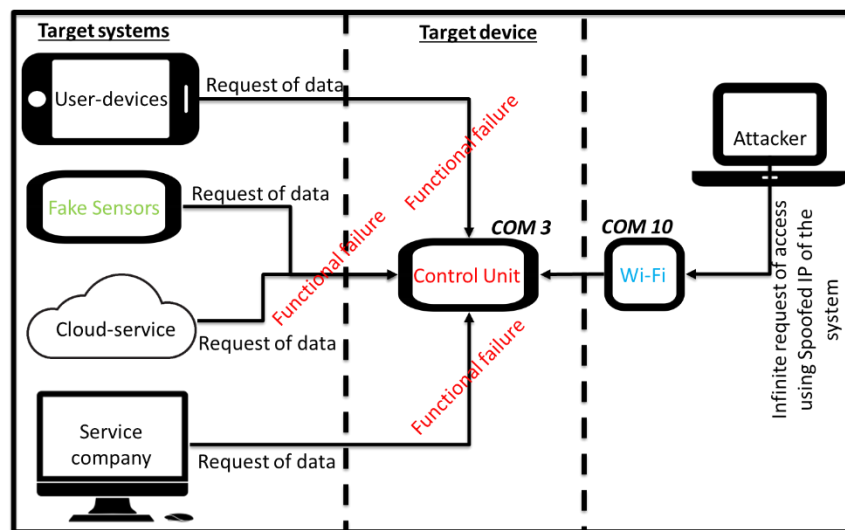 Target systems
Target device
User-devices
Request of data
Functional failure
Attacker
Fake Sensors
Request of data
Functional failure
COM 3
COM 10
Control Unit
Wi-Fi
Infinite request of access
using Spoofed IP of the
system
Cloud-service
Request of data
Functional failure
Service
company
Request of data